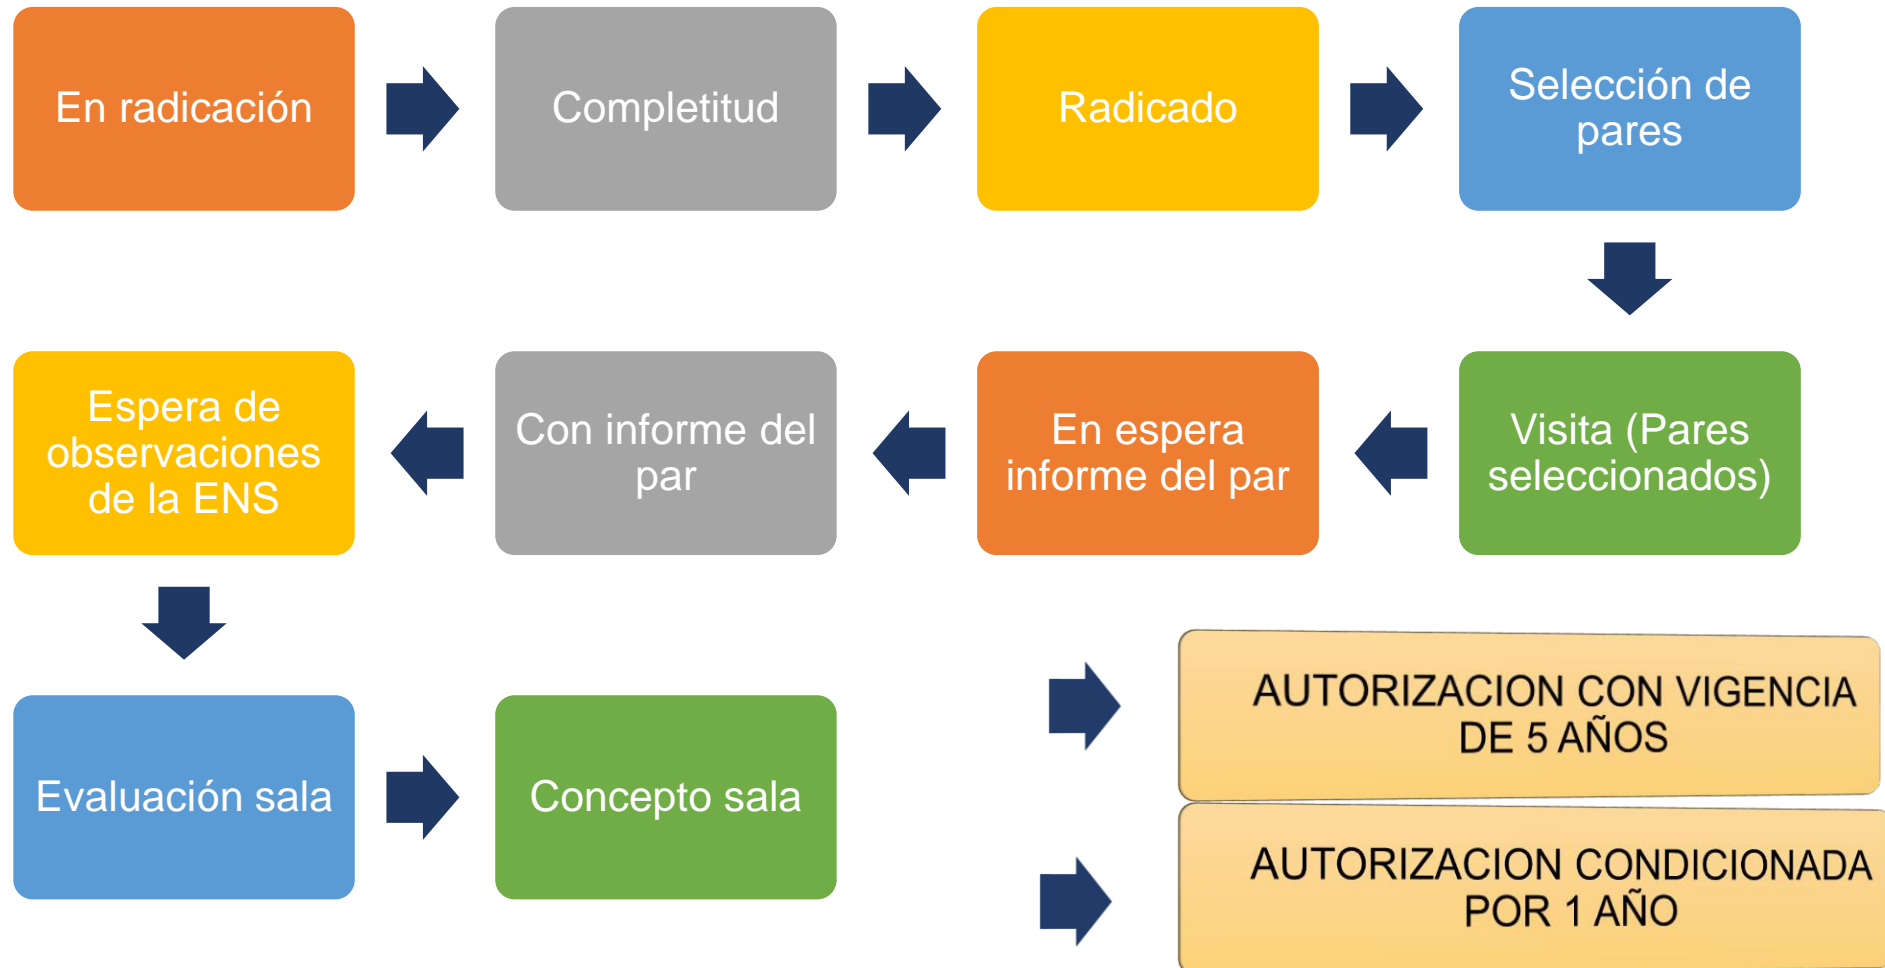 En radicación
Completitud
Radicado
Selección de
pares
Visita (Pares
seleccionados)
En espera
informe del par
Con informe del
par
Espera de
observaciones
de la ENS
Evaluación sala
Concepto sala
AUTORIZACION CON VIGENCIA
DE 5 AÑOS
AUTORIZACION CONDICIONADA
POR 1 AÑO